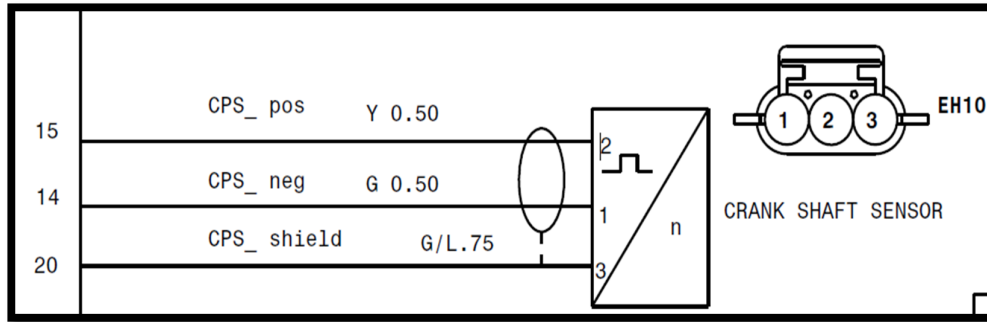 CPS_ pos
Y 0.50
15
2
CPS_ neg
G 0.50
14
1
n
CPS_ shield
G/L.75
20
3
1 2 3
EH10
CRANK SHAFT SENSOR